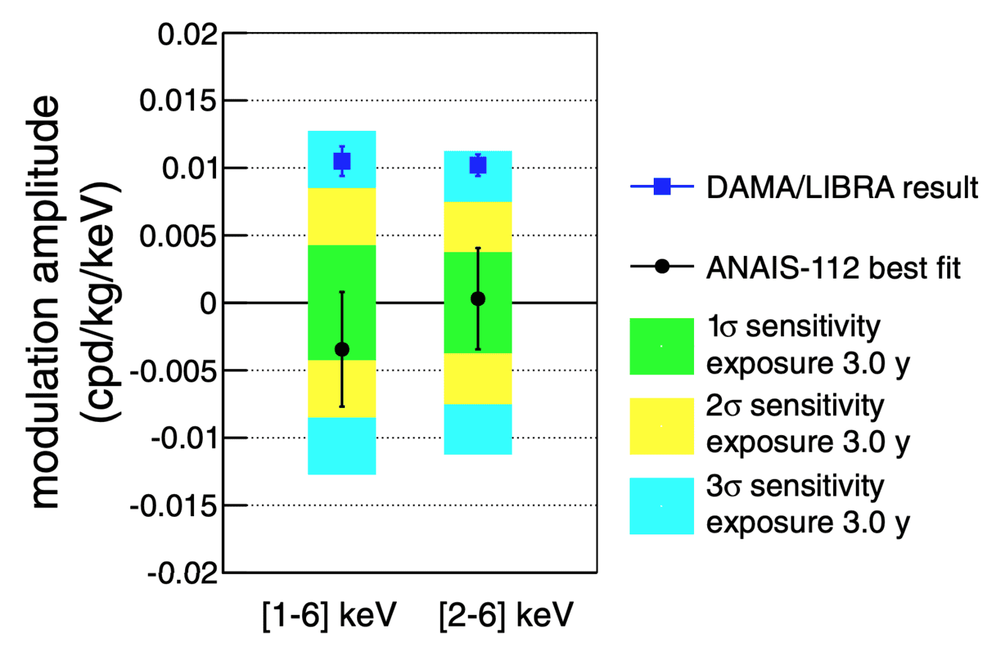 modulation amplitude
(cpd/kg/keV)
0.02
0.015
0.01
0.005
0
-0.005
-0.01
-0.015
-0.02
[1-6] keV
[2-6] keV
DAMA/LIBRA result
ANAIS-112 best fit
1σ sensitivity
exposure 3.0 y
2σ sensitivity
exposure 3.0 y
3σ sensitivity
exposure 3.0 y